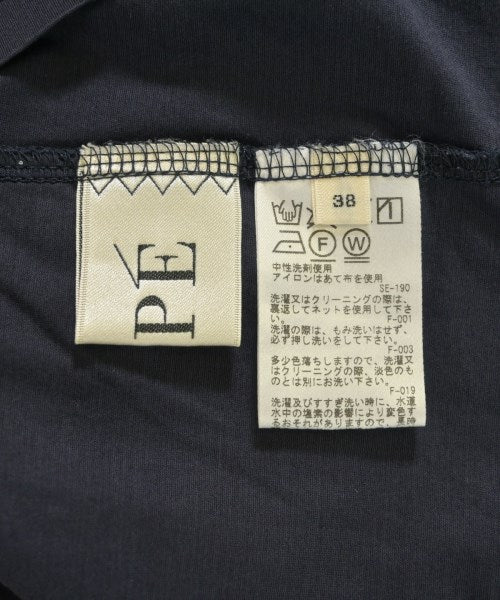 PE
38
F W
中性洗剤使用
アイロンはあて布を使用
SE-190
洗濯又はクリーニングの際は、
裏返してネットを使用して下さ
い。
F-001
洗濯の際は、もみ洗いはせず、
必ず押し洗いをして下さい。
F-003
多少色落ちしますので、洗濯又
はクリーニングの際、淡色のも
のとは別にお洗い下さい。
F-019
洗濯及びすすぎ洗い時に、水道
水中の塩素の影響により変色す
るおそれがありますので、